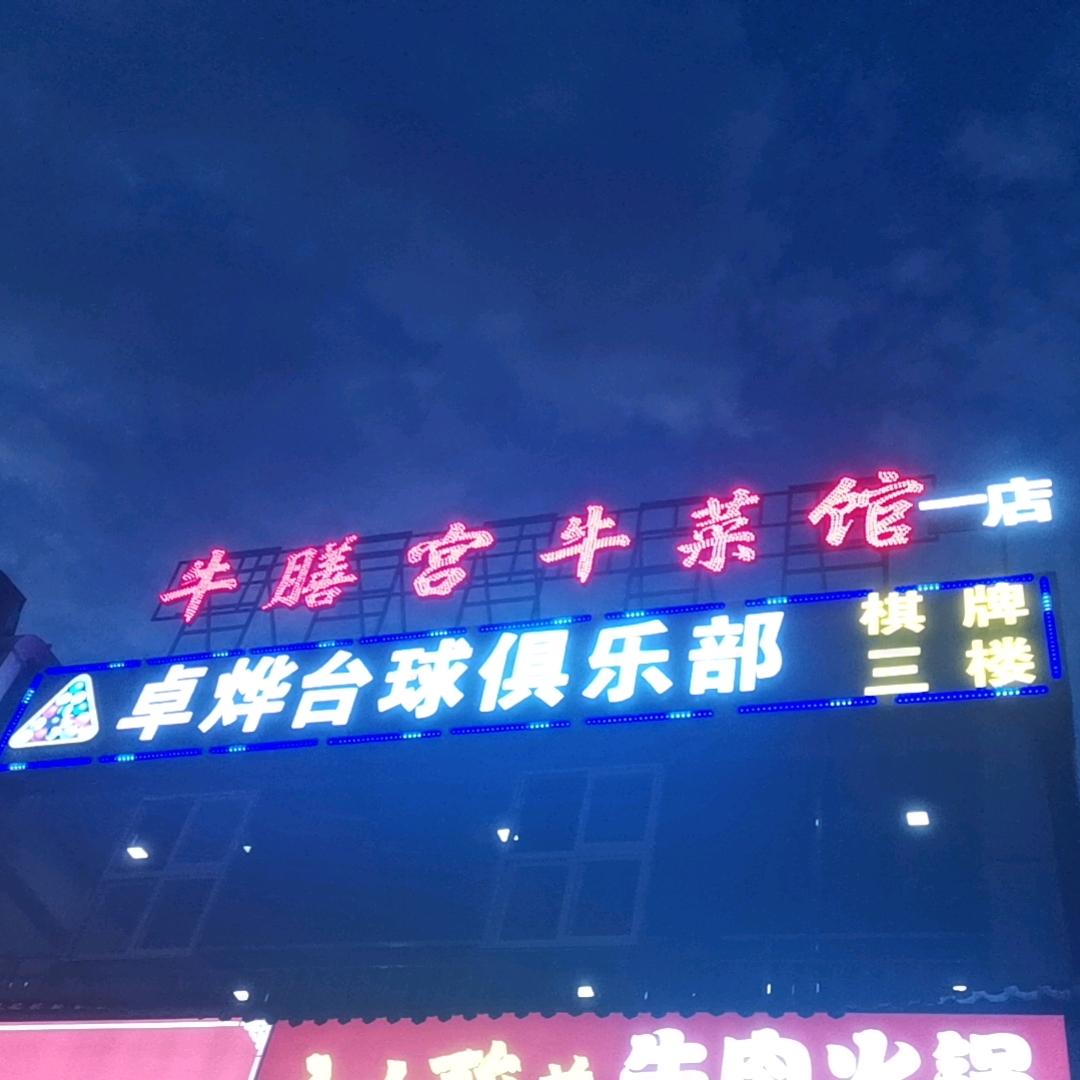 牛膳宫牛菜馆一店
卓烨台球俱乐部
棋牌
三楼
牛肉火锅